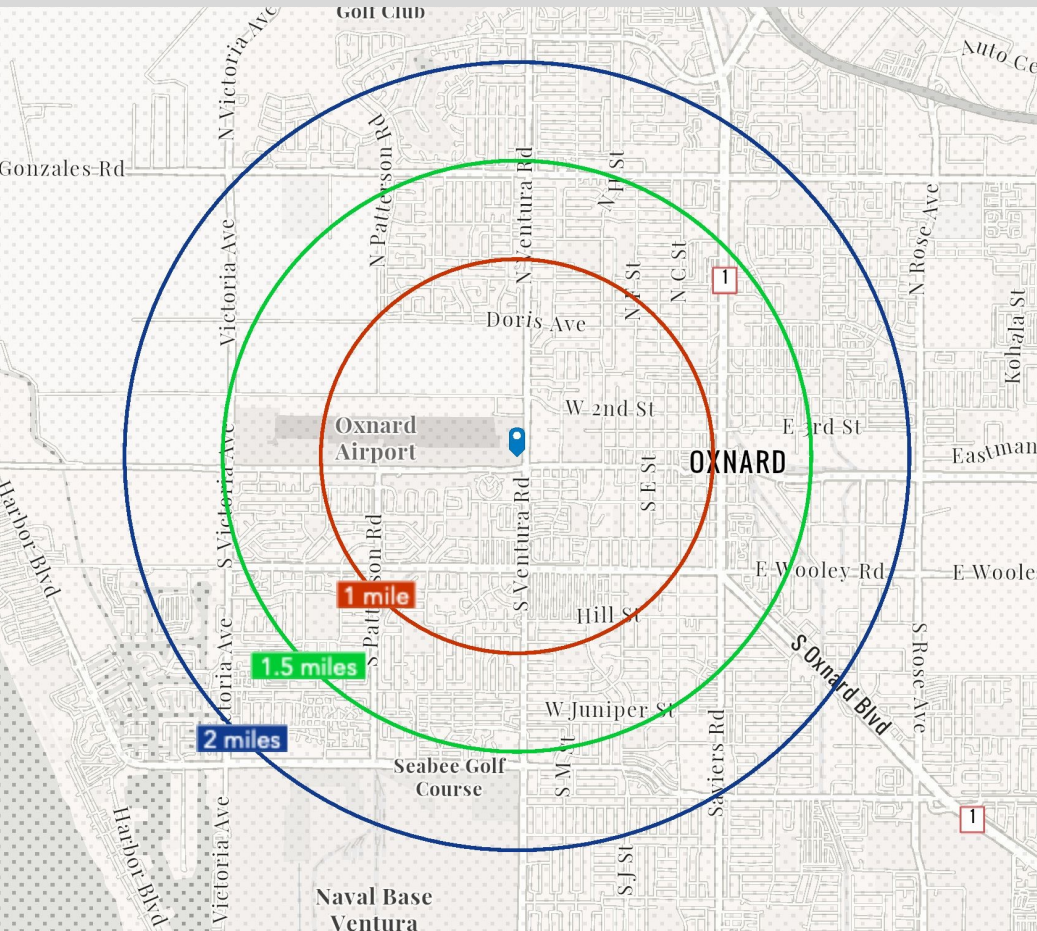 Golf Club
N Victoria Ave
Auto Ce
Gonzales Rd
N Patterson Rd
N Ventura Rd
N H St
N Rose Ave
Victoria Ave
N C St
N F St
1
Doris Ave
Kohala St
W 2nd St
Oxnard
Airport
E 3rd St
Eastman
OXNARD
S Victoria Ave
S E St
Harbor Blvd
S Ventura Rd
S Patterson Rd
E Wooley Rd
E Woole
1 mile
Hill St
1.5 miles
toria Ave
S Oxnard Blvd
S Rose Ave
W Juniper St
2 miles
S M St
Saviers Rd
Seabee Golf
Course
Harbor Blvd
Victoria Ave
1
S J St
Naval Base
Ventura